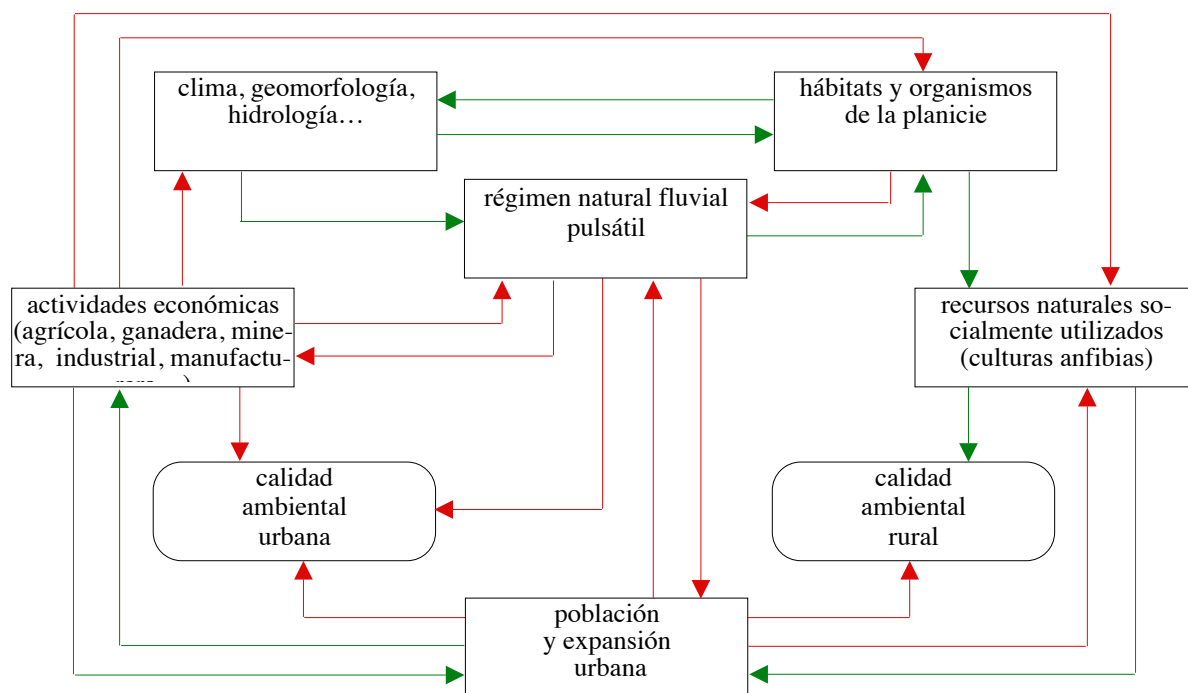 clima, geomorfología,
hidrología…
hábitats y organismos
de la planicie
régimen natural fluvial
pulsátil
actividades económicas
(agrícola, ganadera, mine-
ra, industrial, manufactu-
recursos naturales so-
cialmente utilizados
(culturas anfibias)
calidad
ambiental
urbana
calidad
ambiental
rural
población
y expansión
urbana